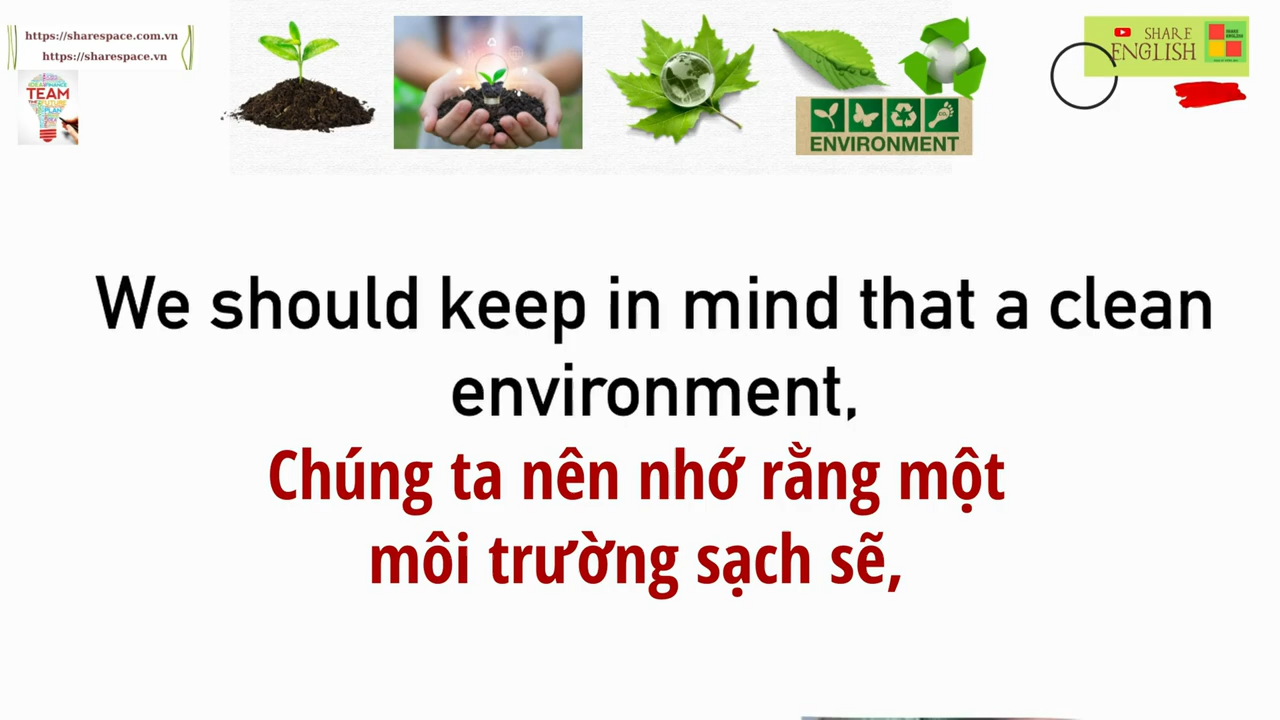 https://sharespace.com.vn
https://sharespace.vn
TEAM
PLAN
ENVIRONMENT
SHARE
ENGLISH
We should keep in mind that a clean
environment,
Chúng ta nên nhớ rằng một
môi trường sạch sẽ,